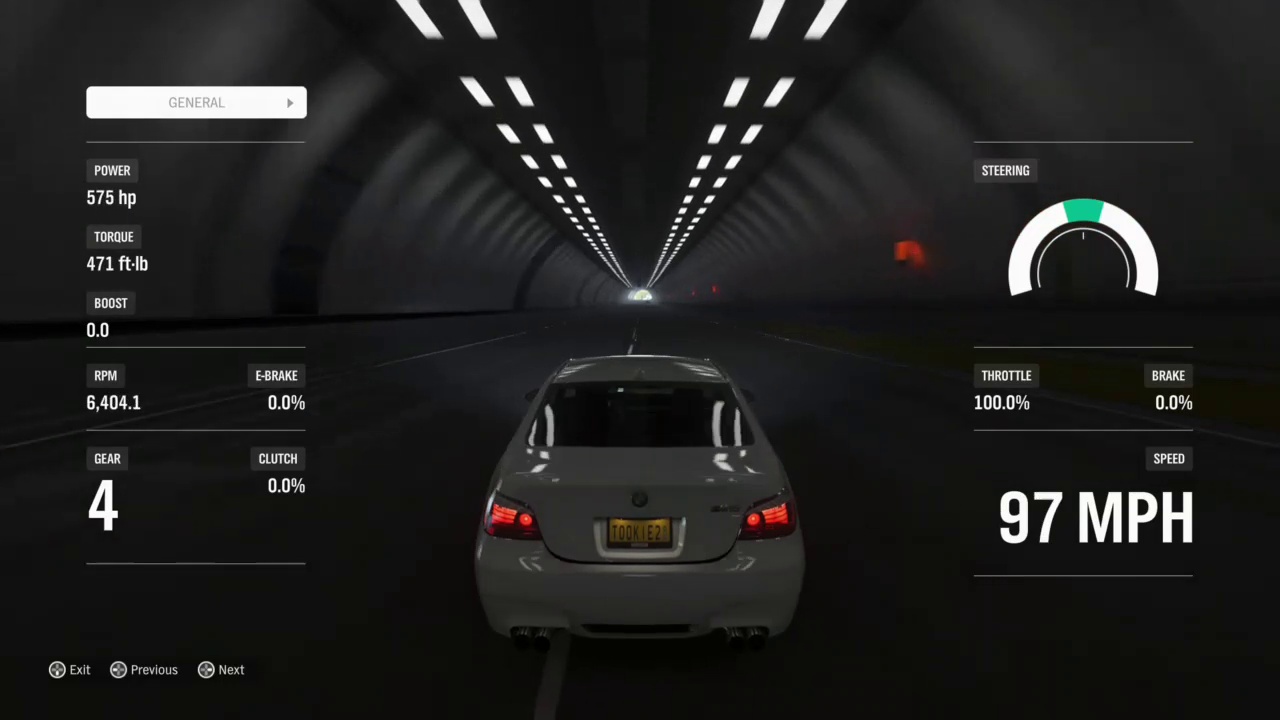 GENERAL
POWER
575 hp
TORQUE
471 ft·lb
BOOST
0.0
RPM
E-BRAKE
6,404.1
0.0%
GEAR
CLUTCH
4
0.0%
STEERING
THROTTLE
BRAKE
100.0%
0.0%
SPEED
97 MPH
TOOKIE2
Exit
Previous
Next